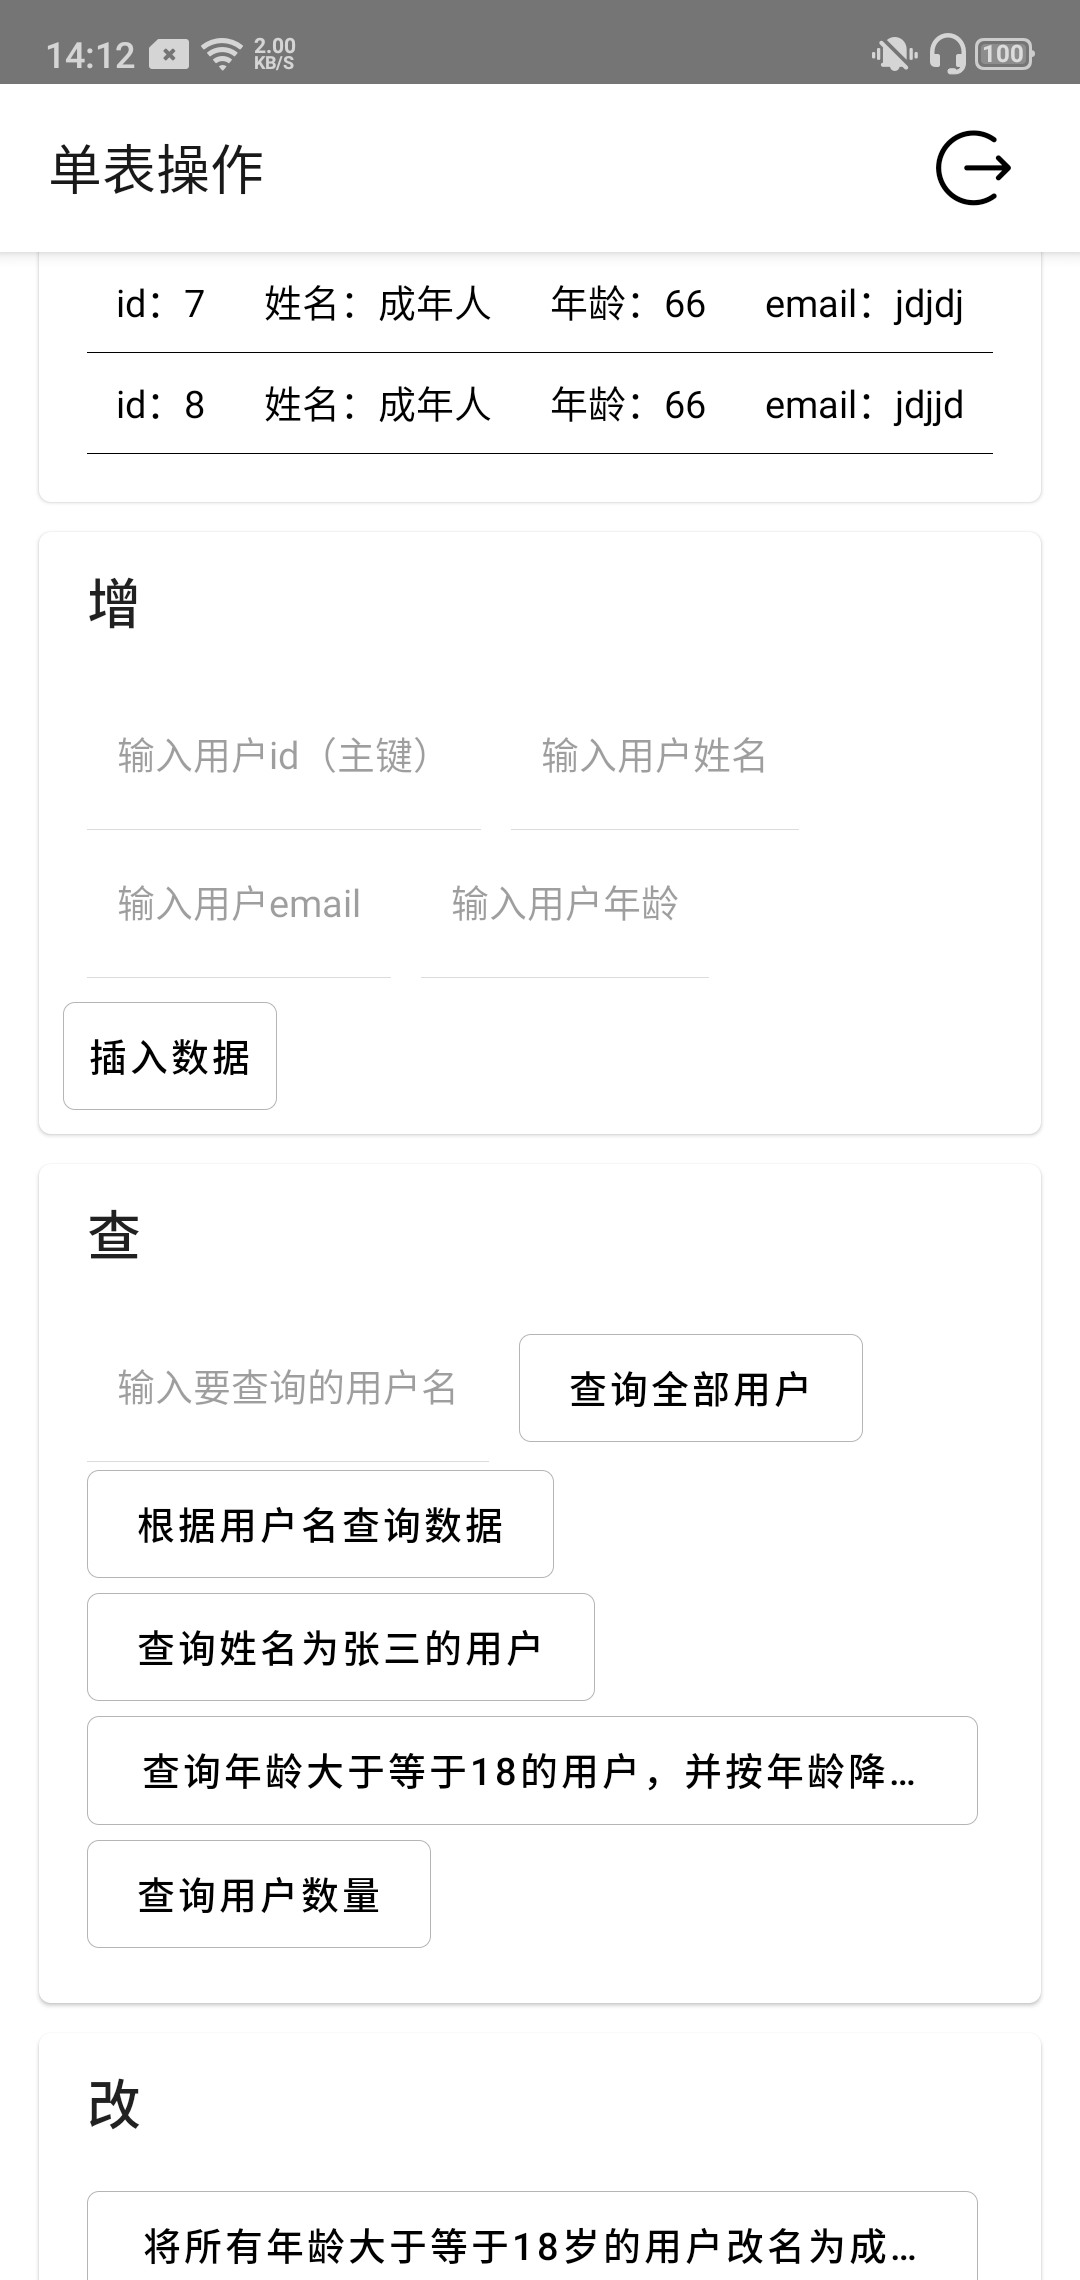 14:12 2.00 KB/S 100
单表操作
id：7 姓名：成年人 年龄：66 email：jdjdj
id：8 姓名：成年人 年龄：66 email：jdjjd
增
输入用户id（主键） 输入用户姓名
输入用户email 输入用户年龄
插入数据
查
输入要查询的用户名 查询全部用户
根据用户名查询数据
查询姓名为张三的用户
查询年龄大于等于18的用户，并按年龄降...
查询用户数量
改
将所有年龄大于等于18岁的用户改名为成...